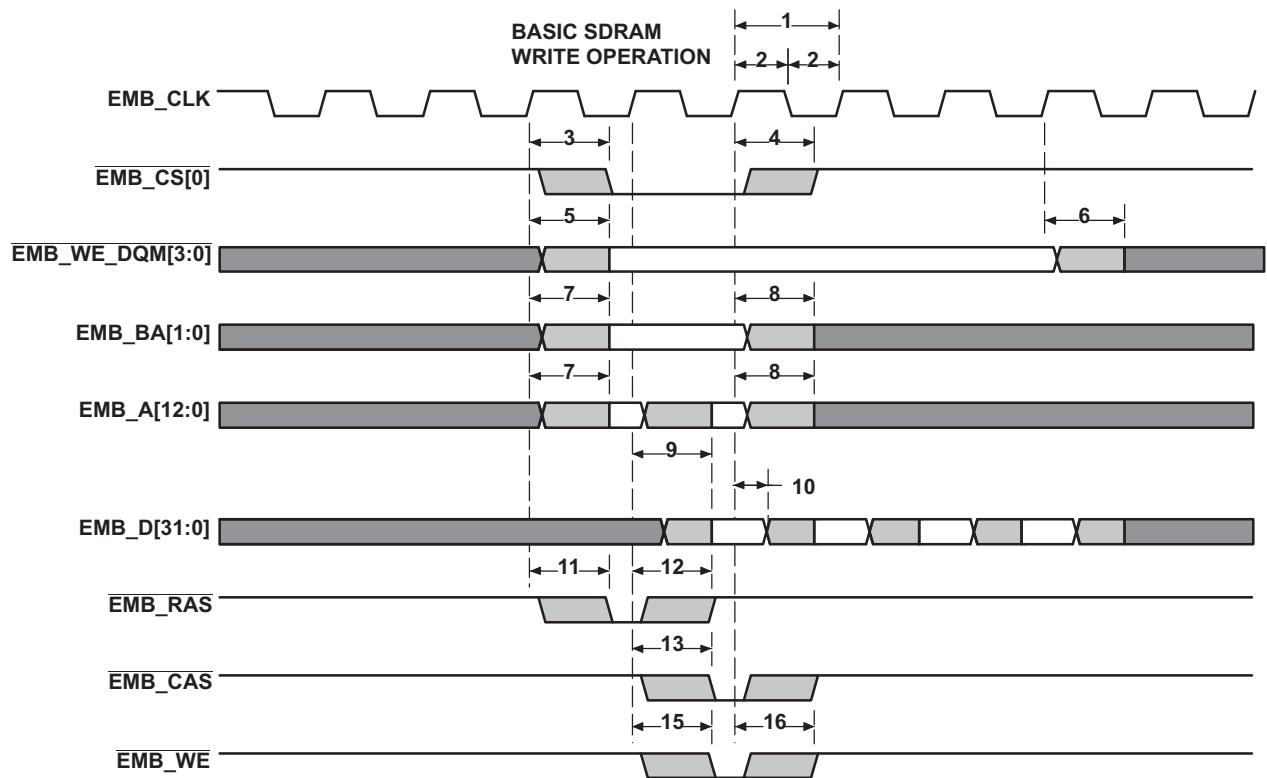 BASIC SDRAM
WRITE OPERATION
1
2 2
EMB_CLK
3 4
EMB_CS[0]
5 6
EMB_WE_DQM[3:0]
7 8
EMB_BA[1:0]
7 8
EMB_A[12:0]
9
10
EMB_D[31:0]
11 12
EMB_RAS
13
EMB_CAS
15 16
EMB_WE